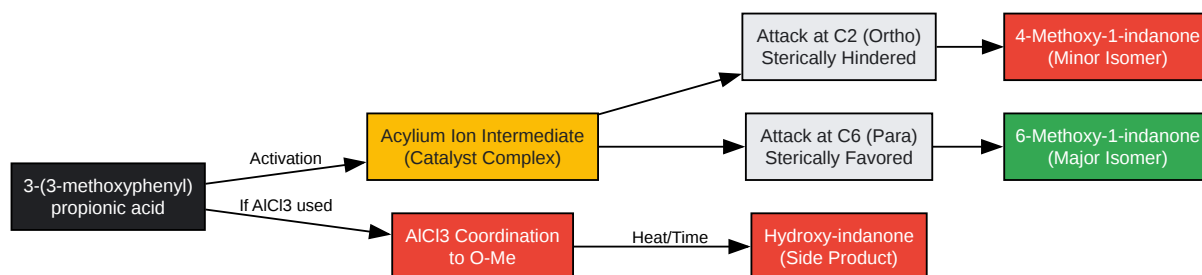 Attack at C2 (Ortho)
Sterically Hindered
4-Methoxy-1-indanone
(Minor Isomer)
Acylium Ion Intermediate
(Catalyst Complex)
Attack at C6 (Para)
Sterically Favored
6-Methoxy-1-indanone
(Major Isomer)
Activation
3-(3-methoxyphenyl)
propionic acid
If AlCl3 used
AlCl3 Coordination
to O-Me
Heat/Time
Hydroxy-indanone
(Side Product)